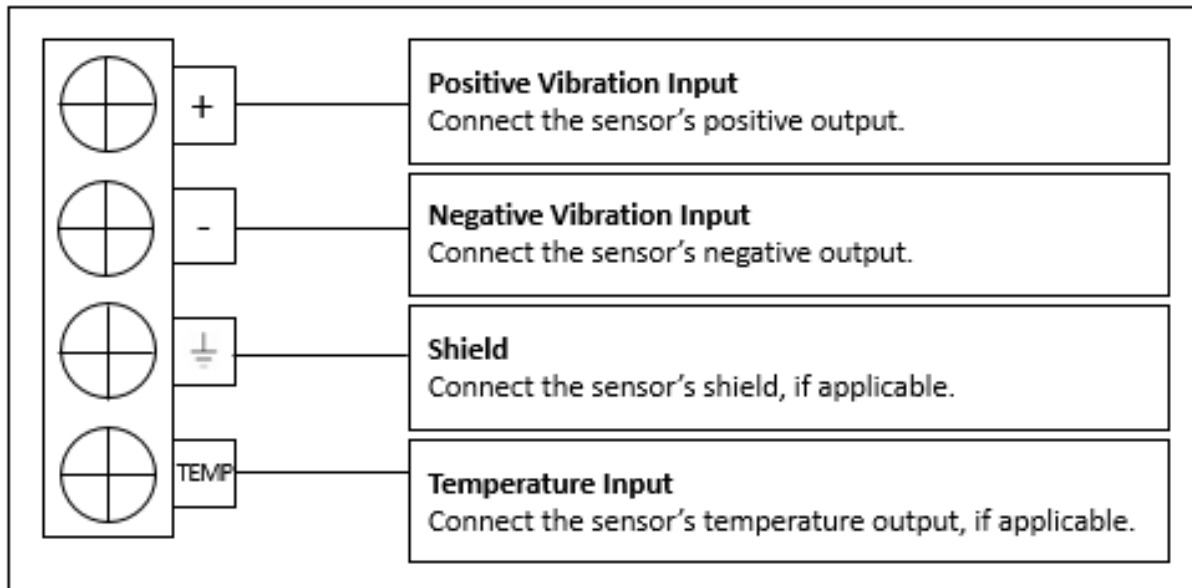 +
Positive Vibration Input
Connect the sensor’s positive output.
-
Negative Vibration Input
Connect the sensor’s negative output.
Shield
Connect the sensor’s shield, if applicable.
TEMP
Temperature Input
Connect the sensor’s temperature output, if applicable.